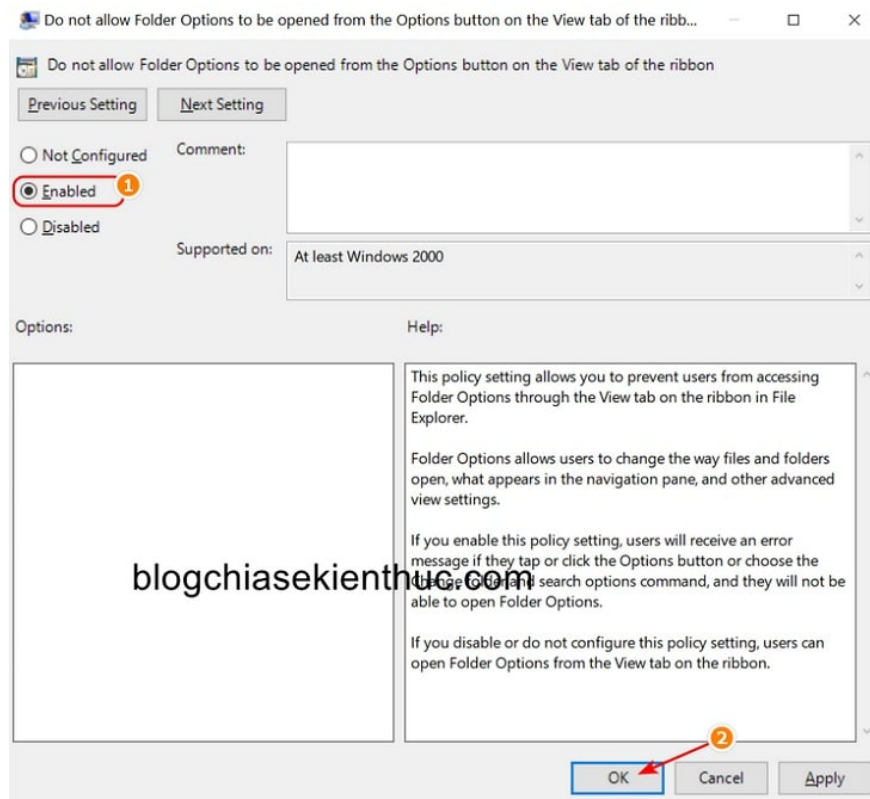 Do not allow Folder Options to be opened from the Options button on the View tab of the ribb...
Do not allow Folder Options to be opened from the Options button on the View tab of the ribbon
Previous Setting
Next Setting
Not Configured
Comment:
Enabled
1
Disabled
Supported on:
At least Windows 2000
Options:
Help:
This policy setting allows you to prevent users from accessing
Folder Options through the View tab on the ribbon in File
Explorer.
Folder Options allows users to change the way files and folders
open, what appears in the navigation pane, and other advanced
view settings.
If you enable this policy setting, users will receive an error
message if they tap or click the Options button or choose the
Change folder and search options command, and they will not be
able to open Folder Options.
If you disable or do not configure this policy setting, users can
open Folder Options from the View tab on the ribbon.
blogchiasekienthuc.com
2
OK
Cancel
Apply